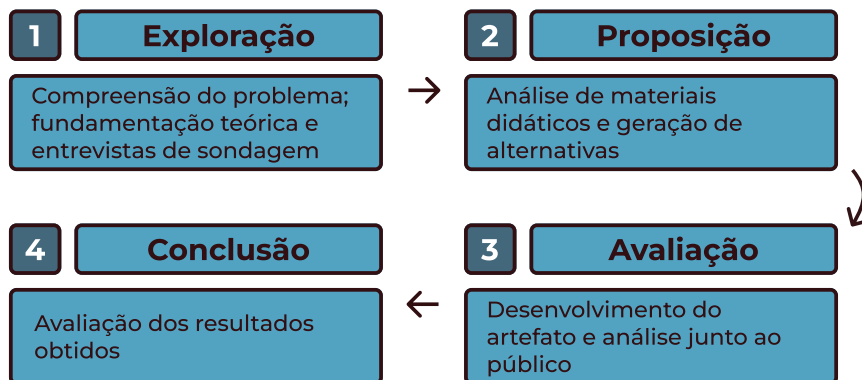 1 Exploração
Compreensão do problema;
fundamentação teórica e
entrevistas de sondagem
2 Proposição
Análise de materiais
didáticos e geração de
alternativas
3 Avaliação
Desenvolvimento do
artefato e análise junto ao
público
4 Conclusão
Avaliação dos resultados
obtidos